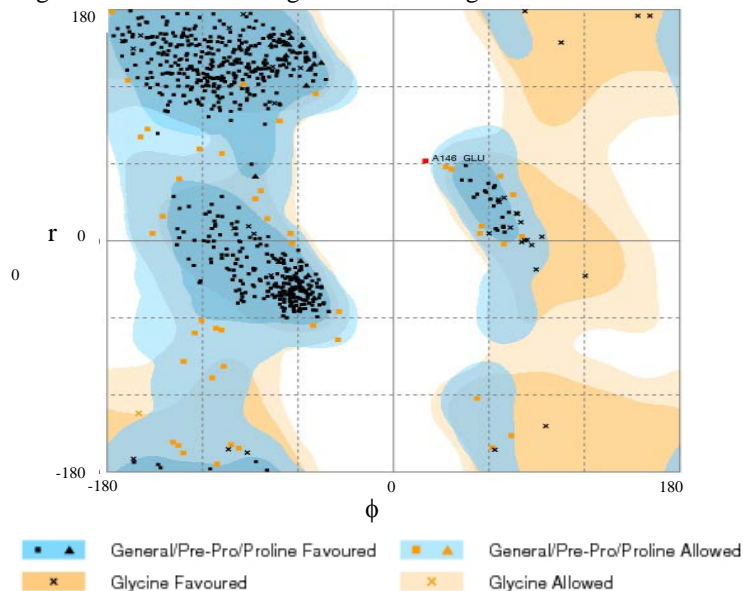 180
A146 GLU
r
0
0
-180
-180
0
180
ϕ
General/Pre-Pro/Proline Favoured
General/Pre-Pro/Proline Allowed
Glycine Favoured
Glycine Allowed